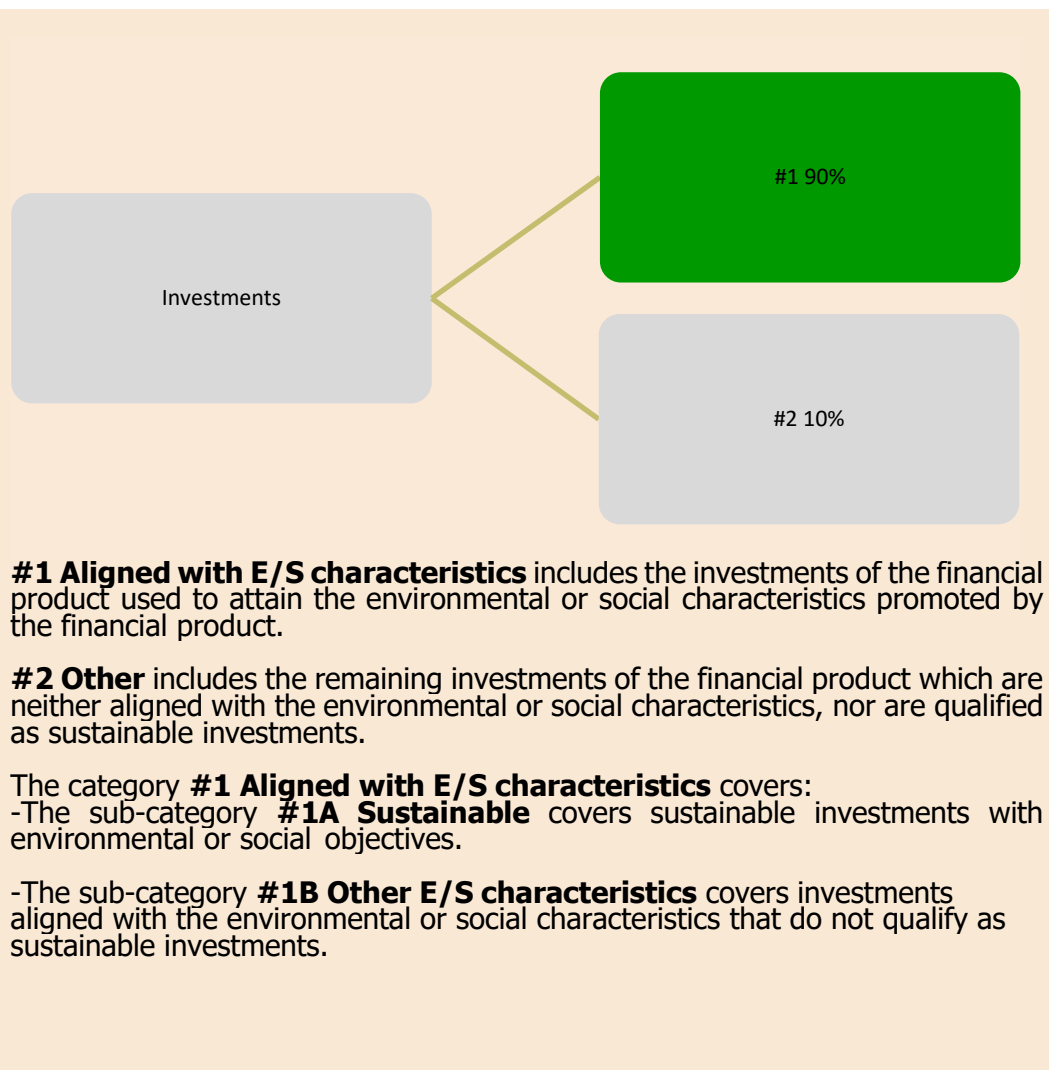 #1 90%
Investments
#2 10%
#1 Aligned with E/S characteristics includes the investments of the financial
product used to attain the environmental or social characteristics promoted by
the financial product.
#2 Other includes the remaining investments of the financial product which are
neither aligned with the environmental or social characteristics, nor are qualified
as sustainable investments.
The category #1 Aligned with E/S characteristics covers:
-The sub-category #1A Sustainable covers sustainable investments with
environmental or social objectives.
-The sub-category #1B Other E/S characteristics covers investments
aligned with the environmental or social characteristics that do not qualify as
sustainable investments.